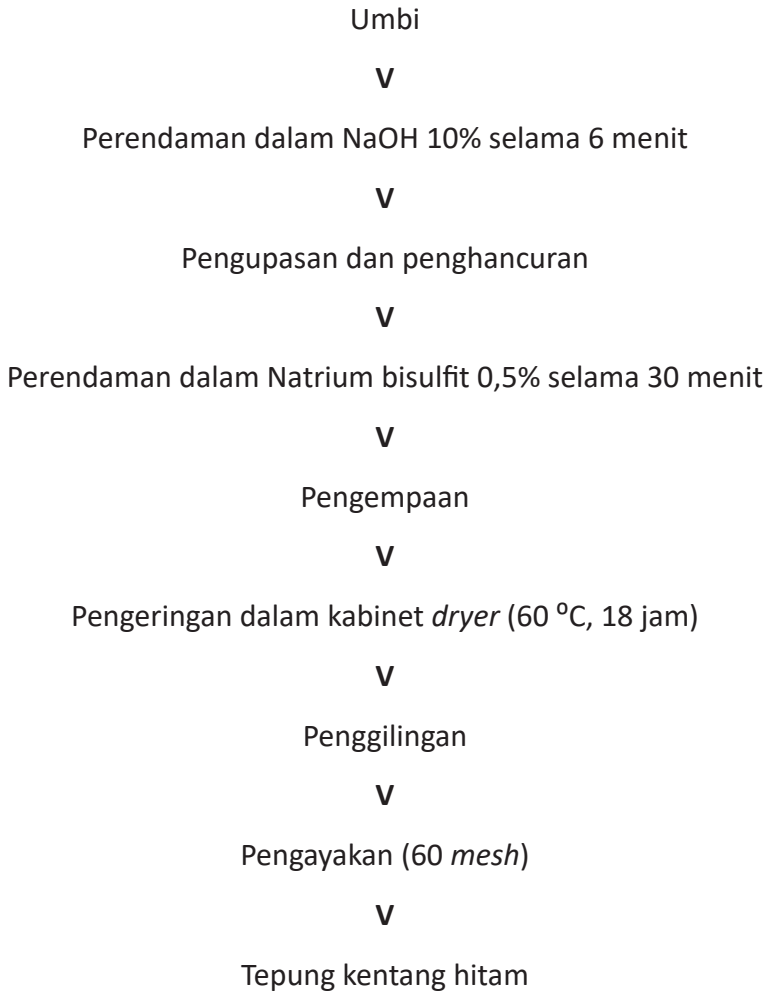 Umbi
V
Perendaman dalam NaOH 10% selama 6 menit
V
Pengupasan dan penghancuran
V
Perendaman dalam Natrium bisulfit 0,5% selama 30 menit
V
Pengempaan
V
Pengeringan dalam kabinet dryer (60 ⁰C, 18 jam)
V
Penggilingan
V
Pengayakan (60 mesh)
V
Tepung kentang hitam